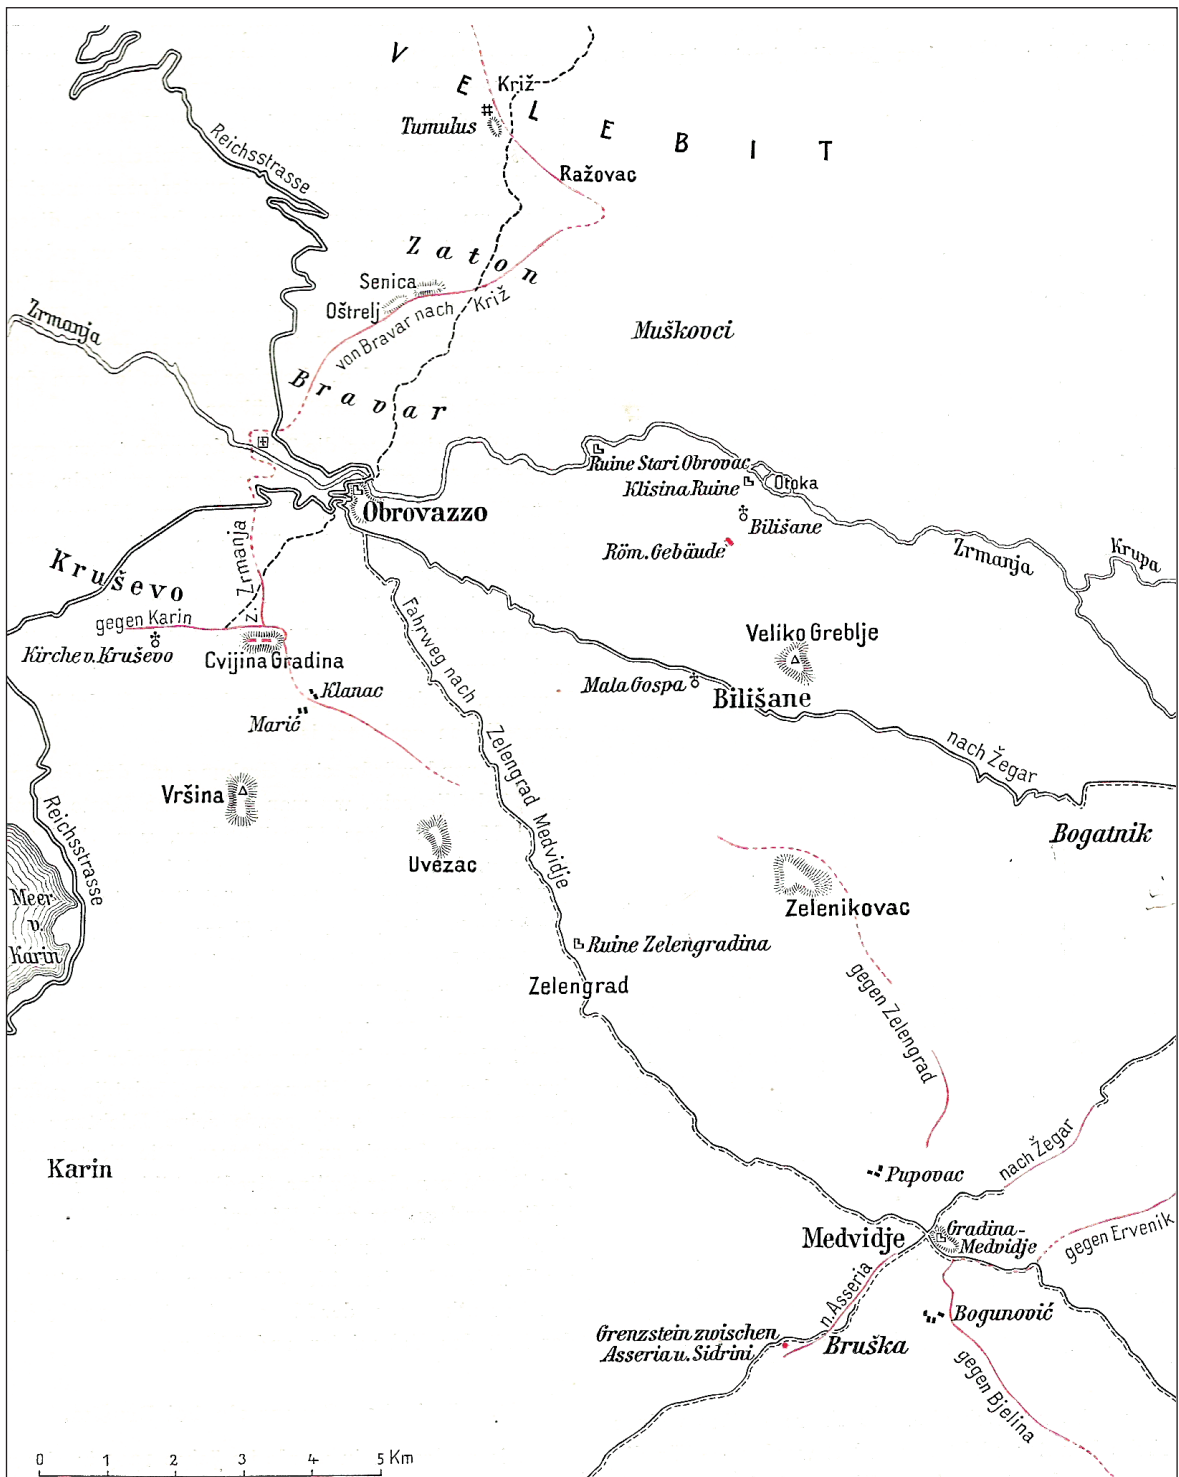 VELEBIT
Križ
Tumulus
Reichsstrasse
Ražovac
Zaton
Senica
Oštrelj
Križ
von Bravar nach
Zrmanja
Muškovci
Bravar
Ruine Stari Obrovac
Klisina Ruine
Otoka
Obrovazzo
Bilišane
Röm. Gebäude
Zrmanja
Krupa
z. Zrmanja
Kruševo
gegen Karin
Kirche v. Kruševo
Cvijina Gradina
Fahrweg nach Zelengrad Medvidje
Veliko Greblje
Klanac
Mala Gospa
Bilišane
Marić
nach Žegar
Vršina
Reichsstrasse
Uvezac
Bogatnik
Meer
v.
Karin
Zelenikovac
Ruine Zelengradina
Zelengrad
gegen Zelengrad
Karin
Pupovac
nach Žegar
Medvidje
Gradina-
Medvidje
gegen Ervenik
n. Asseria
Bogunović
Grenzstein zwischen
Asseria u. Sidrini
Bruška
gegen Bjelina
0 1 2 3 4 5 Km